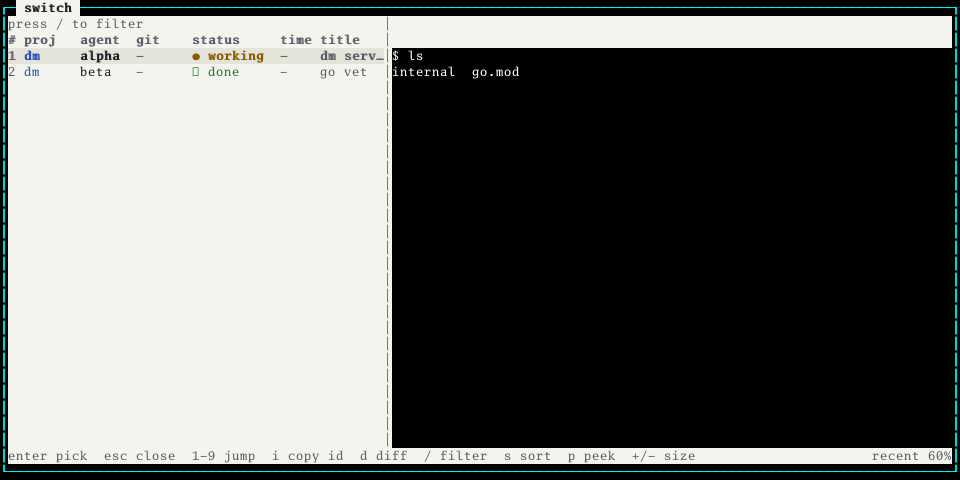 switch
press / to filter
# proj agent git status time title
1 dm alpha – ● working – dm serv…
2 dm beta – done – go vet
$ ls
internal go.mod
enter pick esc close 1–9 jump i copy id d diff / filter s sort p peek +/– size recent 60%